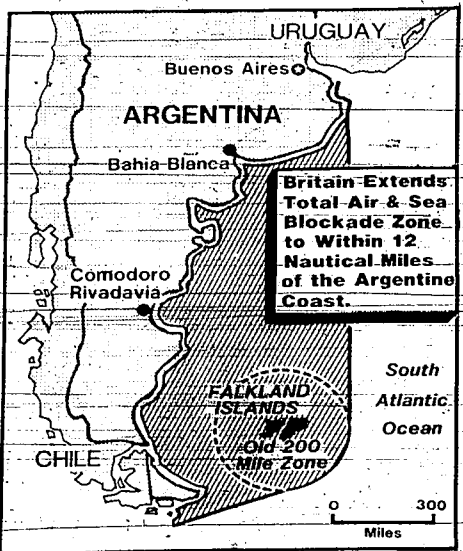 URUGUAY
Buenos Aires
ARGENTINA
Bahia Blanca
Britain Extends
Total Air & Sea
Blockade Zone
to Within 12
Nautical Miles
of the Argentine
Coast.
Comodoro
Rivadavia
South
Atlantic
Ocean
FALKLAND
ISLANDS
Old 200
Mile Zone
CHILE
0 300
Miles